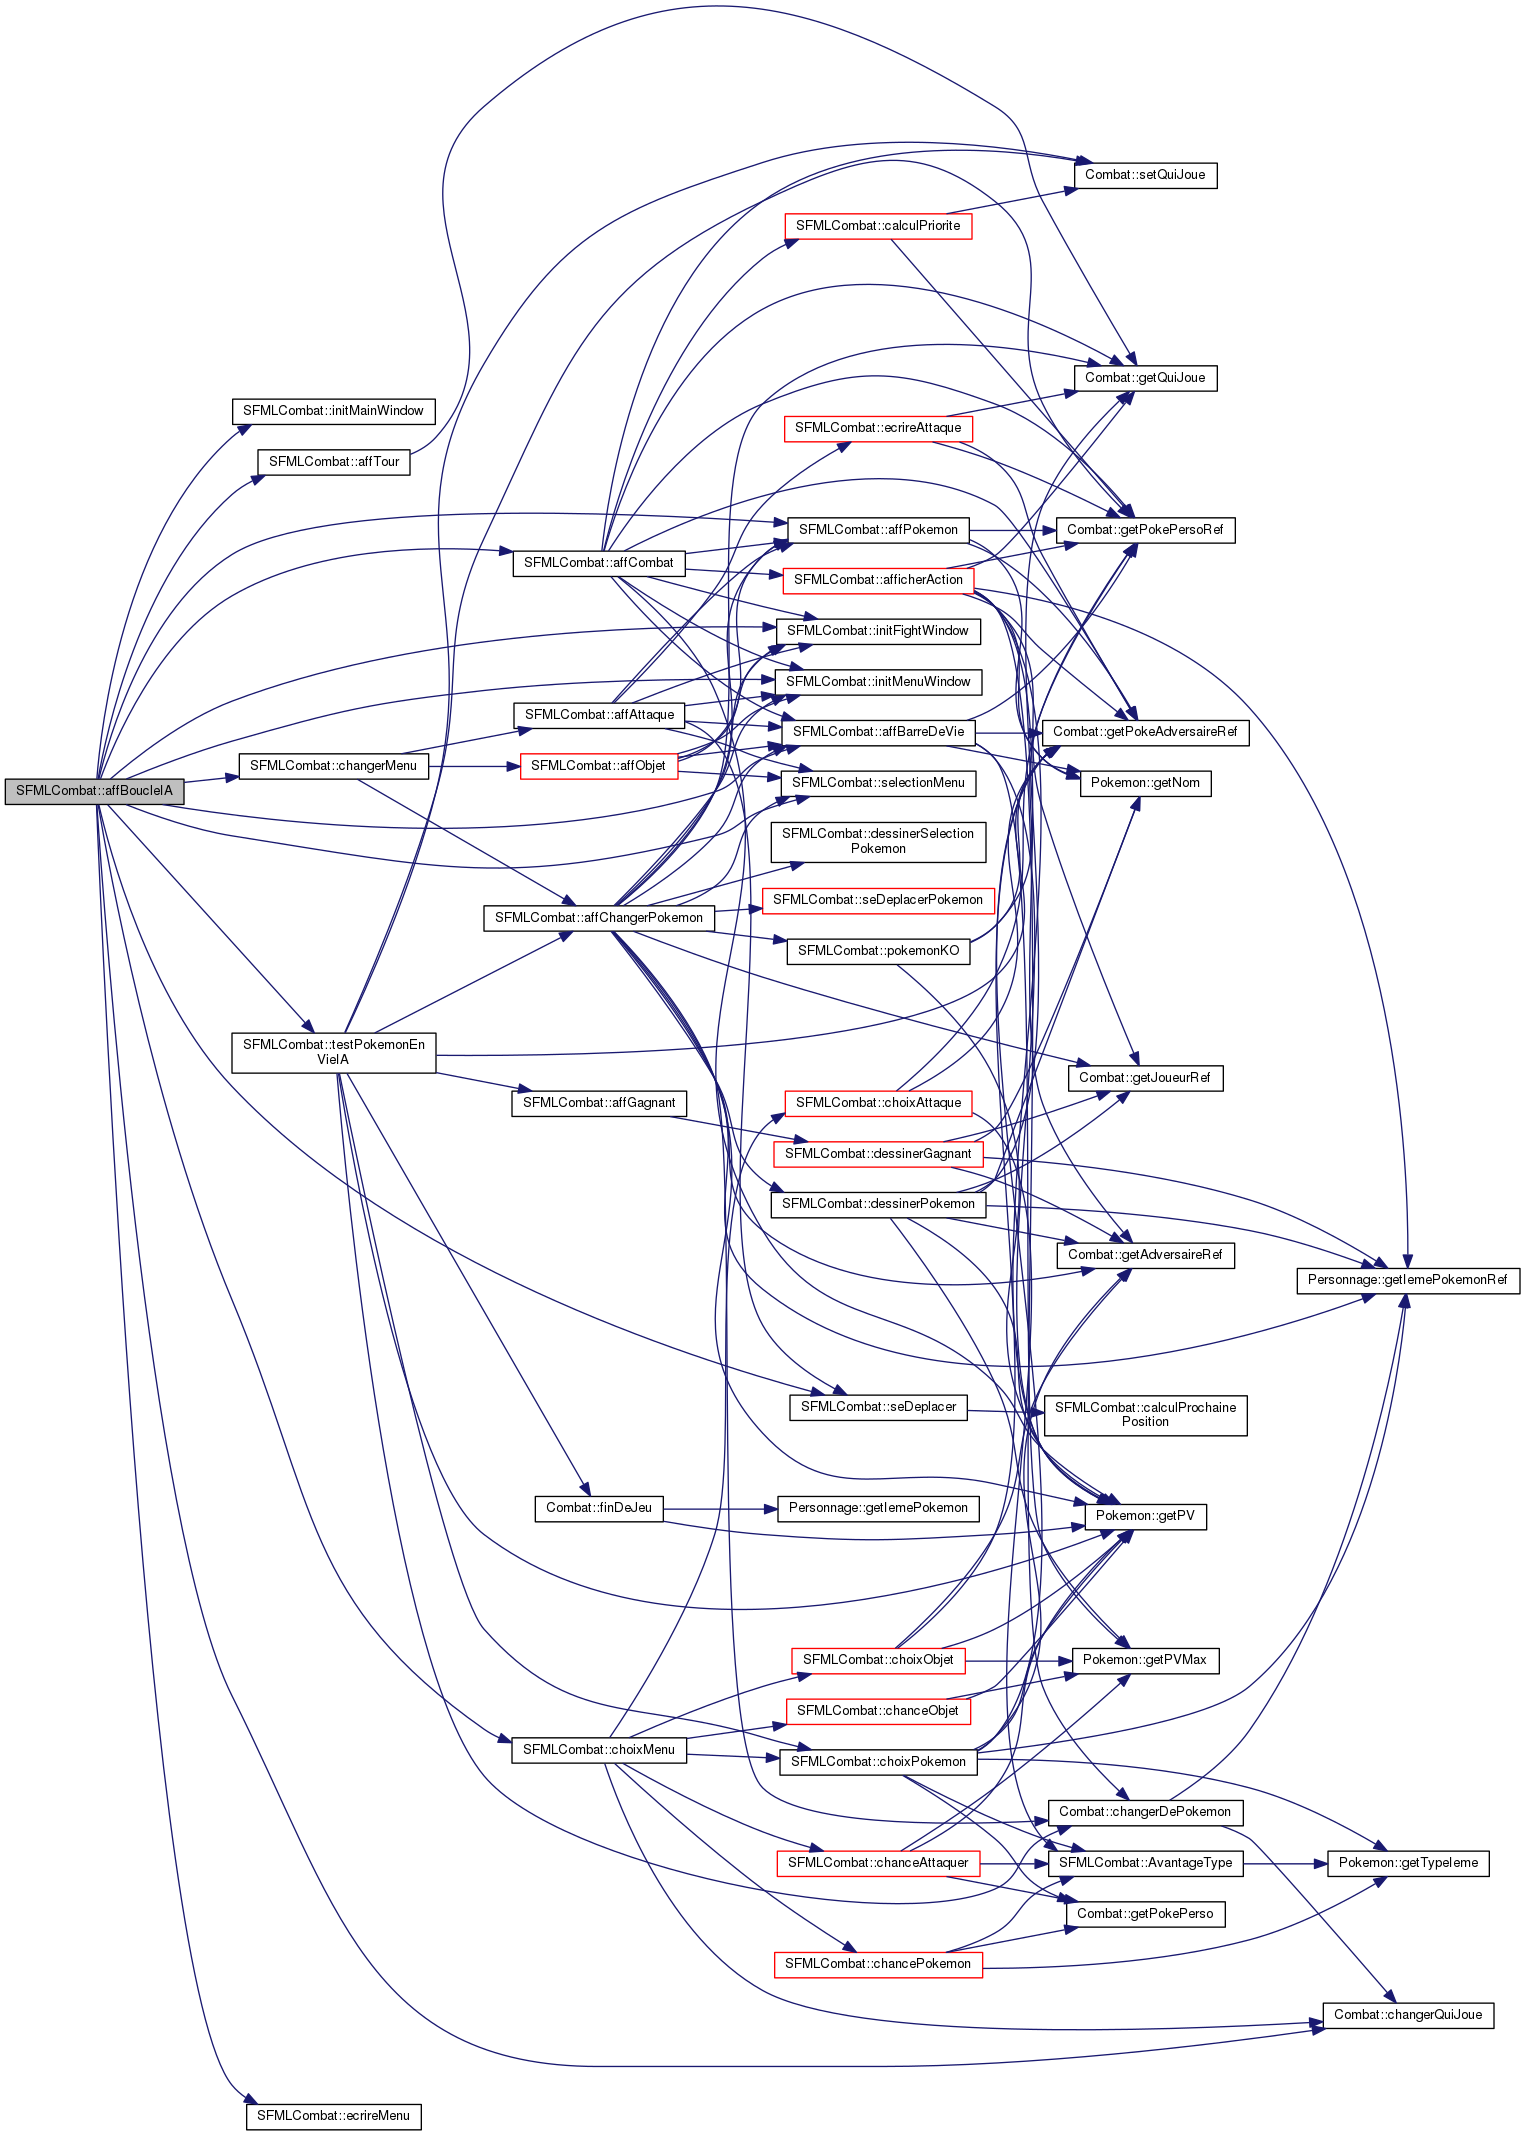 Combat::setQuiJoue
SFMLCombat::calculPriorite
Combat::getQuiJoue
SFMLCombat::initMainWindow
SFMLCombat::ecrireAttaque
SFMLCombat::affTour
SFMLCombat::affPokemon
Combat::getPokePersoRef
SFMLCombat::affCombat
SFMLCombat::afficherAction
SFMLCombat::initFightWindow
SFMLCombat::initMenuWindow
SFMLCombat::affAttaque
SFMLCombat::affBarreDeVie
Combat::getPokeAdversaireRef
SFMLCombat::changerMenu
SFMLCombat::affObjet
SFMLCombat::selectionMenu
Pokemon::getNom
SFMLCombat::affBoucleIA
SFMLCombat::dessinerSelection
Pokemon
SFMLCombat::seDeplacerPokemon
SFMLCombat::affChangerPokemon
SFMLCombat::pokemonKO
SFMLCombat::testPokemonEn
VieIA
Combat::getJoueurRef
SFMLCombat::affGagnant
SFMLCombat::choixAttaque
SFMLCombat::dessinerGagnant
SFMLCombat::dessinerPokemon
Combat::getAdversaireRef
Personnage::getIemePokemonRef
SFMLCombat::seDeplacer
SFMLCombat::calculProchaine
Position
Combat::finDeJeu
Personnage::getIemePokemon
Pokemon::getPV
SFMLCombat::choixObjet
Pokemon::getPVMax
SFMLCombat::chanceObjet
SFMLCombat::choixMenu
SFMLCombat::choixPokemon
Combat::changerDePokemon
SFMLCombat::chanceAttaquer
SFMLCombat::AvantageType
Pokemon::getTypeIeme
Combat::getPokePerso
SFMLCombat::chancePokemon
Combat::changerQuiJoue
SFMLCombat::ecrireMenu